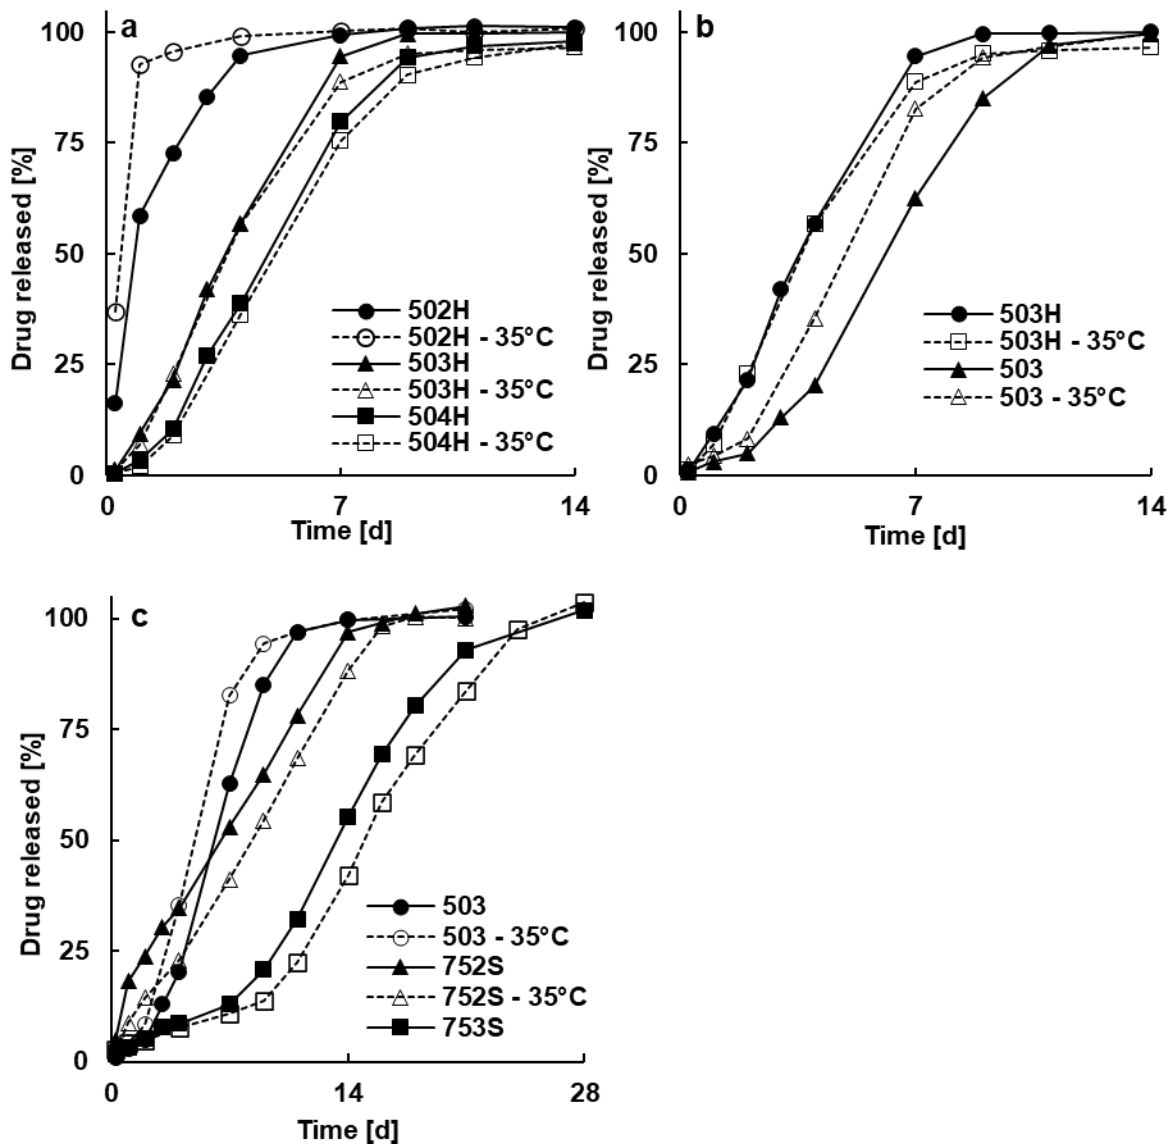 a
100
75
50
25
0
Drug released [%]
502H
502H - 35°C
503H
503H - 35°C
504H
504H - 35°C
0
7
14
Time [d]
b
100
75
50
25
0
Drug released [%]
503H
503H - 35°C
503
503 - 35°C
0
7
14
Time [d]
c
100
75
50
25
0
Drug released [%]
503
503 - 35°C
752S
752S - 35°C
753S
0
14
28
Time [d]